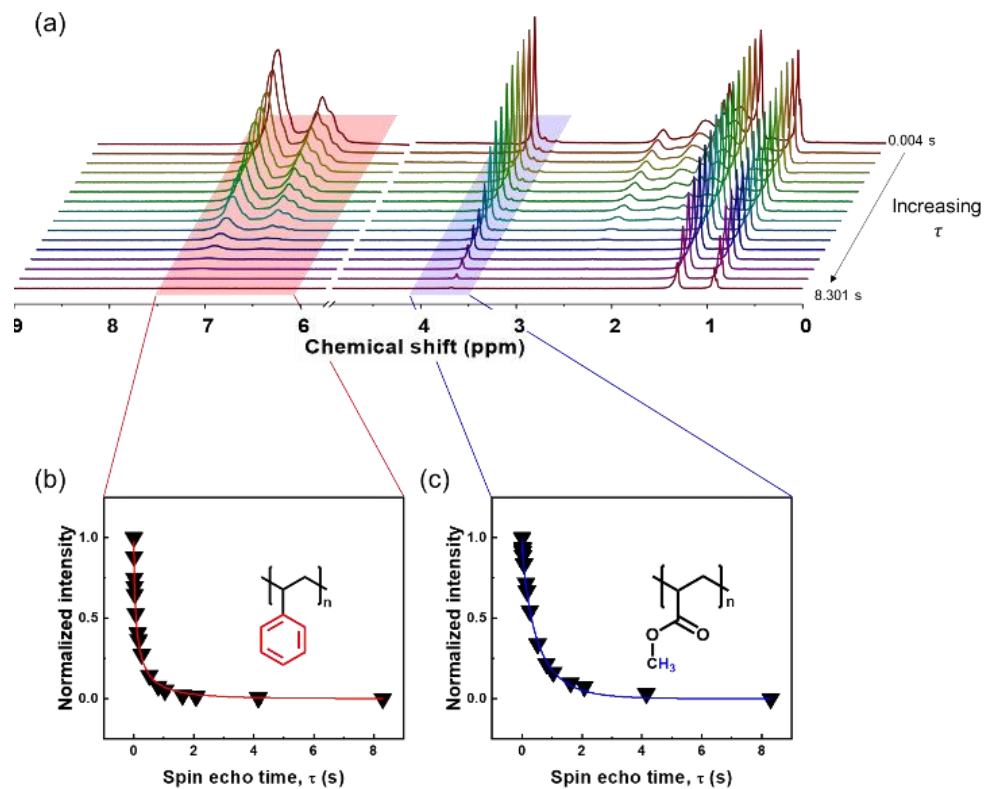 (a)
0.004 s
Increasing
τ
8.301 s
9 8 7 6 5 4 3 2 1 0
Chemical shift (ppm)
(b)
(c)
Normalized intensity
1.0
0.5
0.0
n
0 2 4 6 8
Spin echo time, τ (s)
Normalized intensity
1.0
0.5
0.0
n
O
O
CH3
0 2 4 6 8
Spin echo time, τ (s)